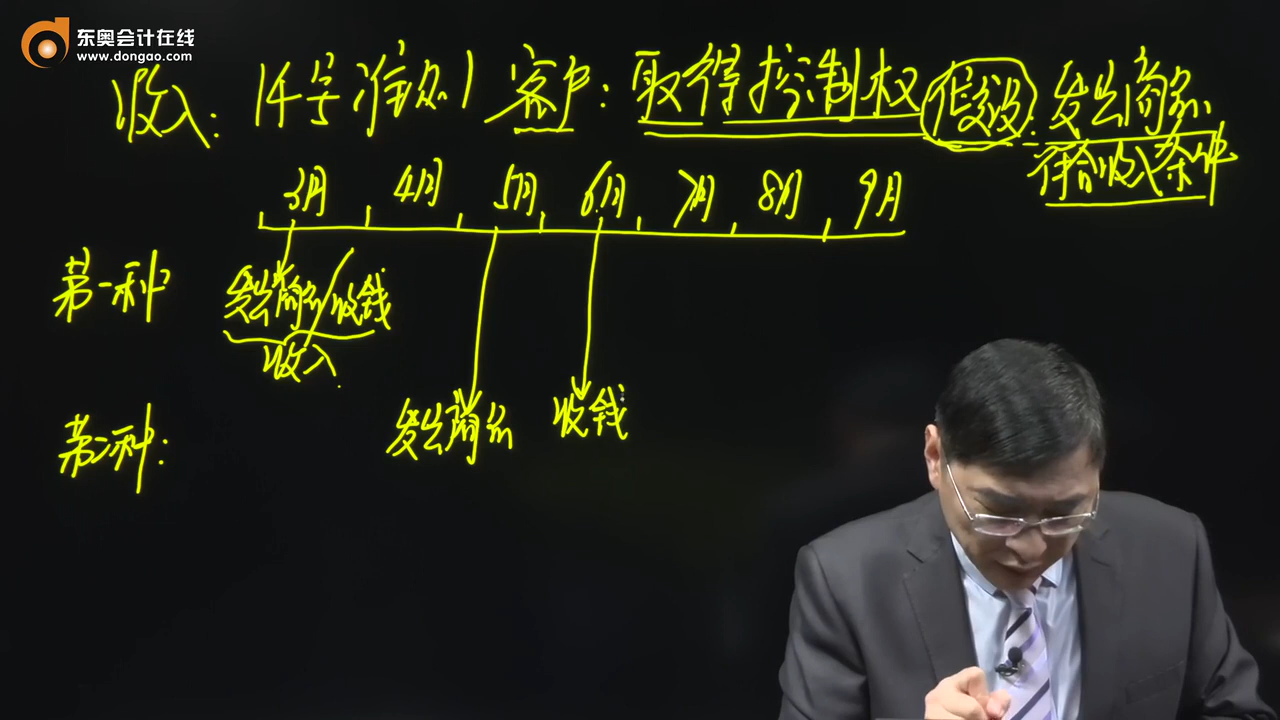 东奥会计在线
www.dongao.com
收入: 14号准则 客户: 取得控制权 假设: 发出商品
符合收入条件
3月 4月 5月 6月 7月 8月 9月
第一种
发出商品/收钱
收入
第二种:
发出商品 收钱